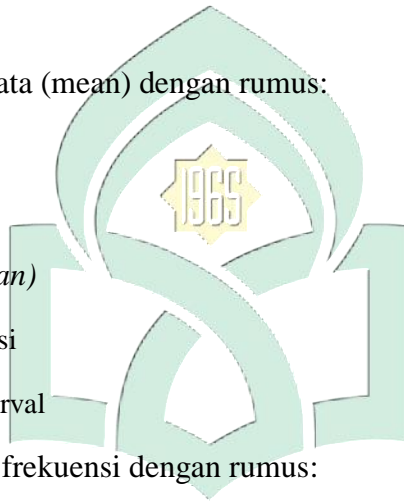 ata (mean) dengan rumus:
1965
an)
si
rval
frekuensi dengan rumus: